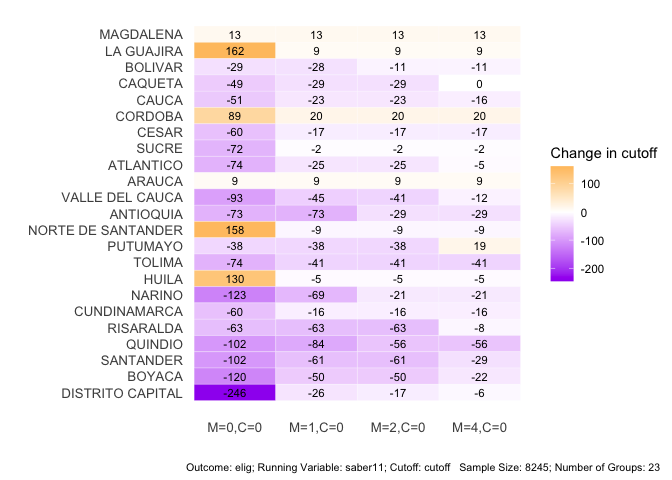 MAGDALENA 13 13 13 13
LA GUAJIRA 162 9 9 9
BOLIVAR -29 -28 -11 -11
CAQUETA -49 -29 -29 0
CAUCA -51 -23 -23 -16
CORDOBA 89 20 20 20
CESAR -60 -17 -17 -17
SUCRE -72 -2 -2 -2
ATLANTICO -74 -25 -25 -5
ARAUCA 9 9 9 9
VALLE DEL CAUCA -93 -45 -41 -12
ANTIOQUIA -73 -73 -29 -29
NORTE DE SANTANDER 158 -9 -9 -9
PUTUMAYO -38 -38 -38 19
TOLIMA -74 -41 -41 -41
HUILA 130 -5 -5 -5
NARINO -123 -69 -21 -21
CUNDINAMARCA -60 -16 -16 -16
RISARALDA -63 -63 -63 -8
QUINDIO -102 -84 -56 -56
SANTANDER -102 -61 -61 -29
BOYACA -120 -50 -50 -22
DISTRITO CAPITAL -246 -26 -17 -6
M=0,C=0 M=1,C=0 M=2,C=0 M=4,C=0
Change in cutoff
100
0
-100
-200
Outcome: elig; Running Variable: saber11; Cutoff: cutoff Sample Size: 8245; Number of Groups: 23